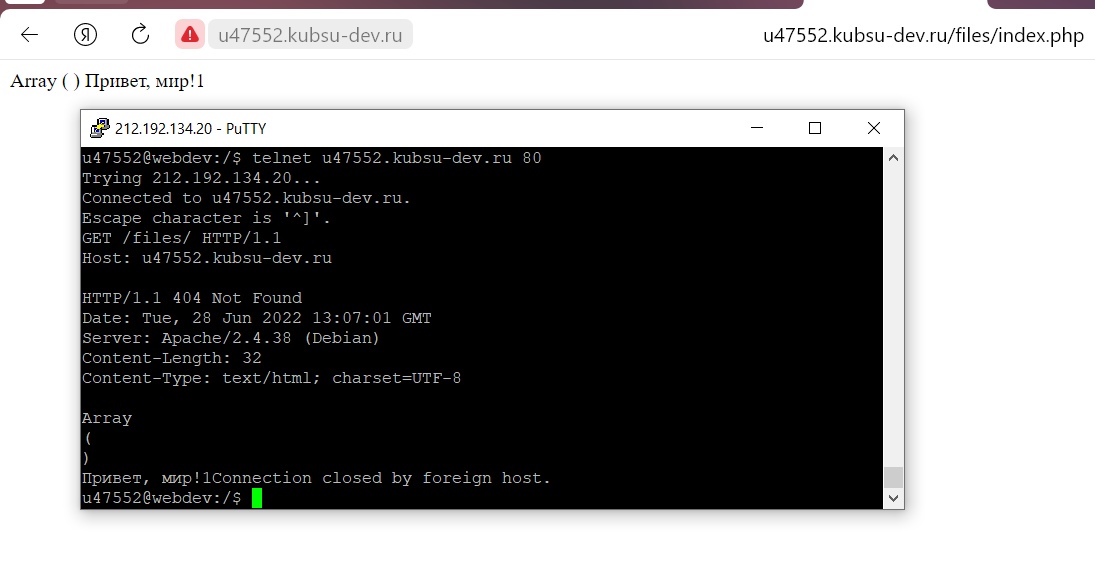 Я u47552.kubsu-dev.ru u47552.kubsu-dev.ru/files/index.php
Array ( ) Привет, мир!1
212.192.134.20 - PuTTY
u47552@webdev:/$ telnet u47552.kubsu-dev.ru 80
Trying 212.192.134.20...
Connected to u47552.kubsu-dev.ru.
Escape character is '^]'.
GET /files/ HTTP/1.1
Host: u47552.kubsu-dev.ru
HTTP/1.1 404 Not Found
Date: Tue, 28 Jun 2022 13:07:01 GMT
Server: Apache/2.4.38 (Debian)
Content-Length: 32
Content-Type: text/html; charset=UTF-8
Array
(
)
Привет, мир!1Connection closed by foreign host.
u47552@webdev:/$